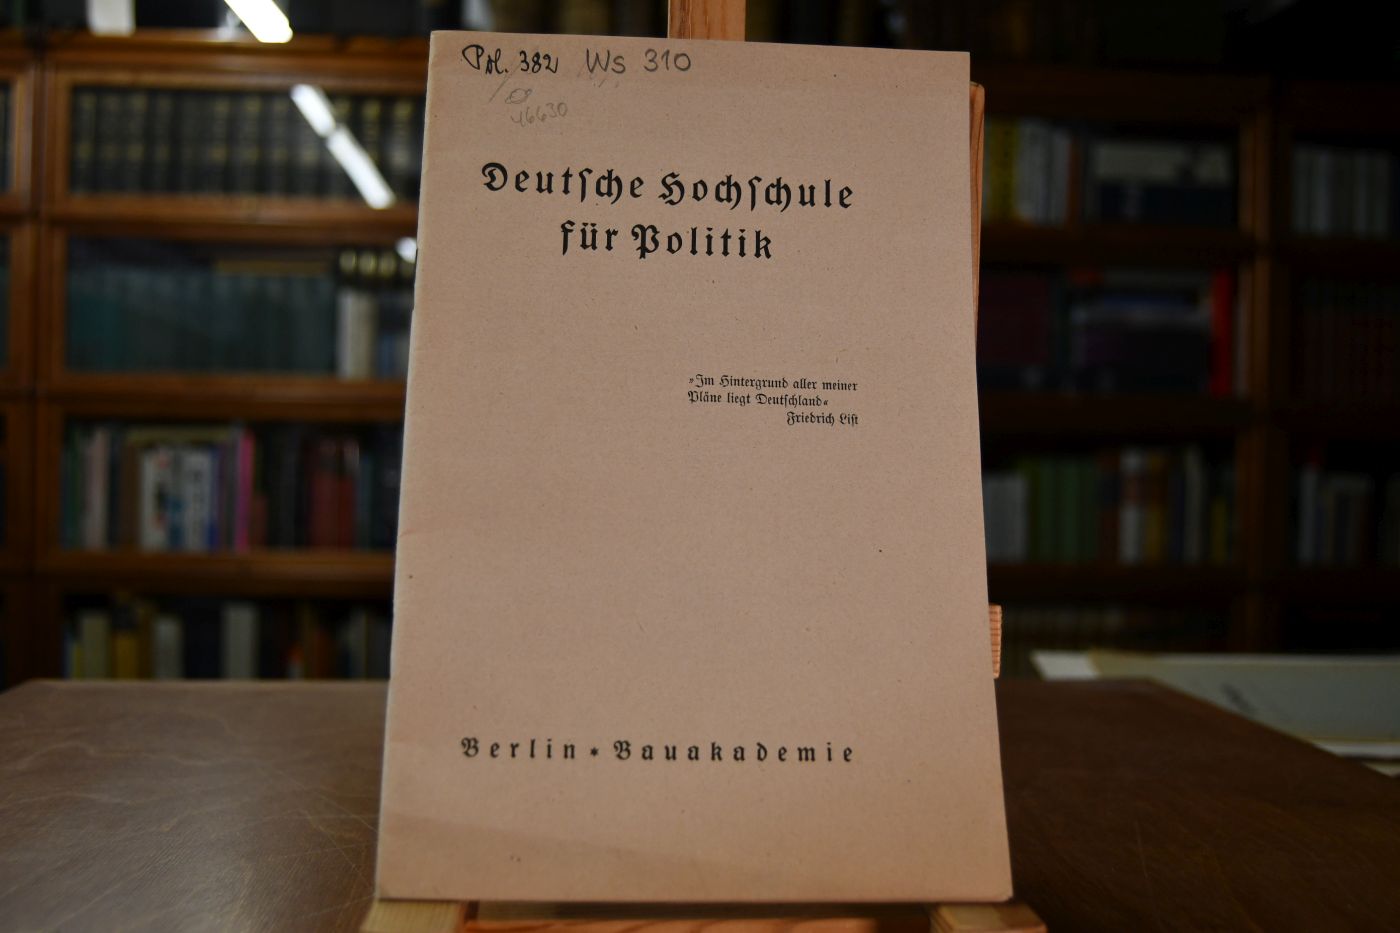 Pol. 382 Ws 310
46630
Deutsche Hochschule
für Politik
»Im Hintergrund aller meiner
Pläne liegt Deutschland«
Friedrich List
Berlin * Bauakademie